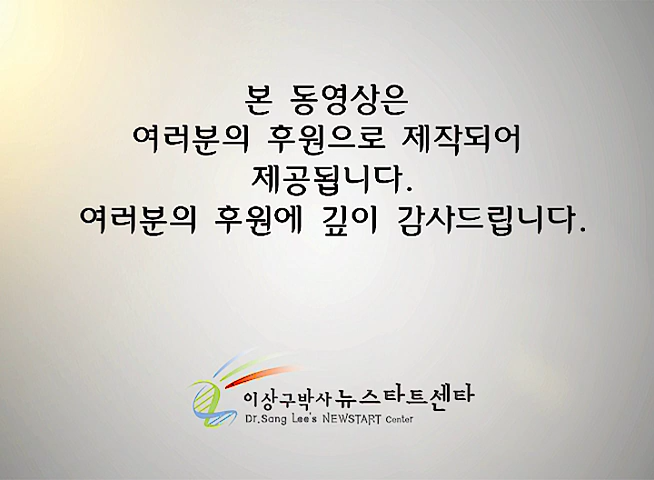 본 동영상은
여러분의 후원으로 제작되어
제공됩니다.
여러분의 후원에 깊이 감사드립니다.
이상구박사 뉴스타트센타
Dr.Sang Lee's NEWSTART Center